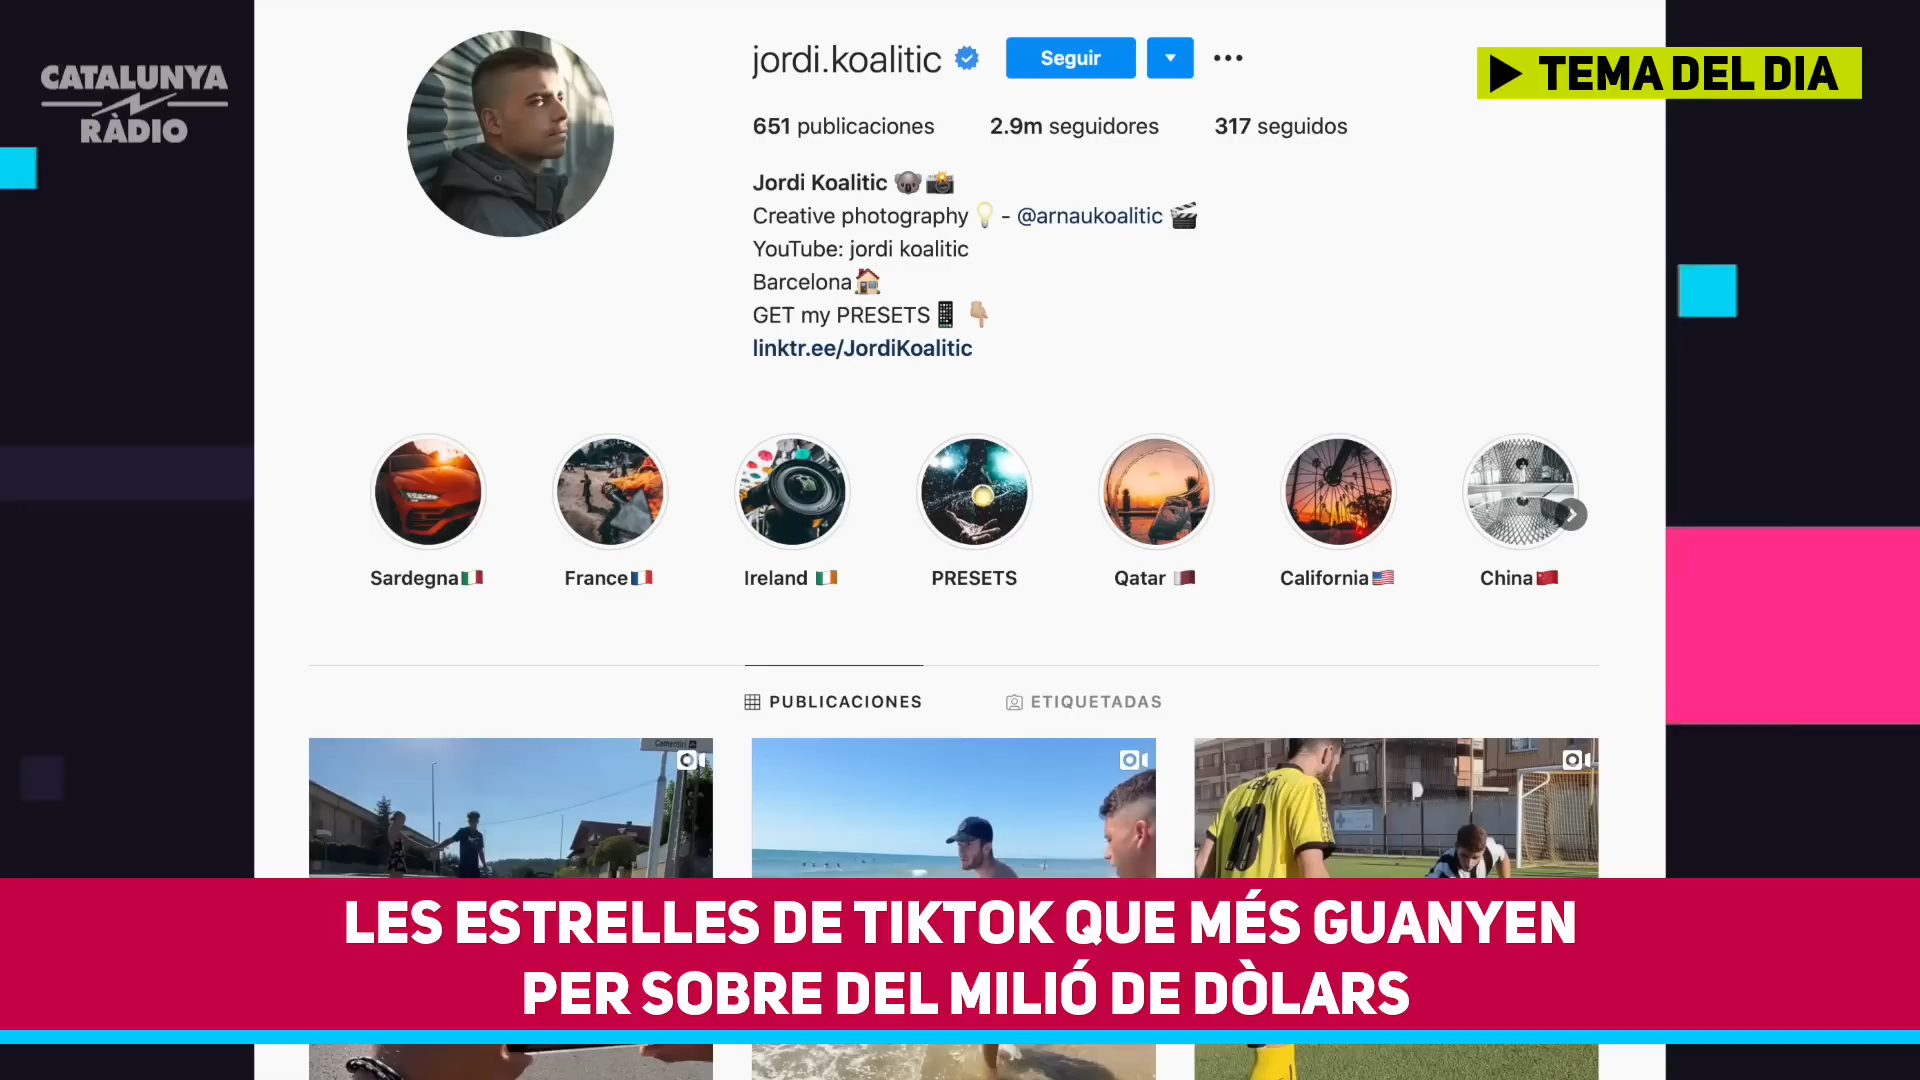 CATALUNYA
RÀDIO
jordi.koalitic
Seguir
TEMA DEL DIA
651 publicaciones 2.9m seguidores 317 seguidos
Jordi Koalitic 🐨📸
Creative photography 💡 - @arnaukoalitic 🎬
YouTube: jordi koalitic
Barcelona🏠
GET my PRESETS📱 👇🏼
linktr.ee/JordiKoalitic
Sardegna🇮🇹 France🇫🇷 Ireland 🇮🇪 PRESETS Qatar 🇶🇦 California🇺🇸 China🇨🇳
PUBLICACIONES ETIQUETADAS
LES ESTRELLES DE TIKTOK QUE MÉS GUANYEN
PER SOBRE DEL MILIÓ DE DÒLARS